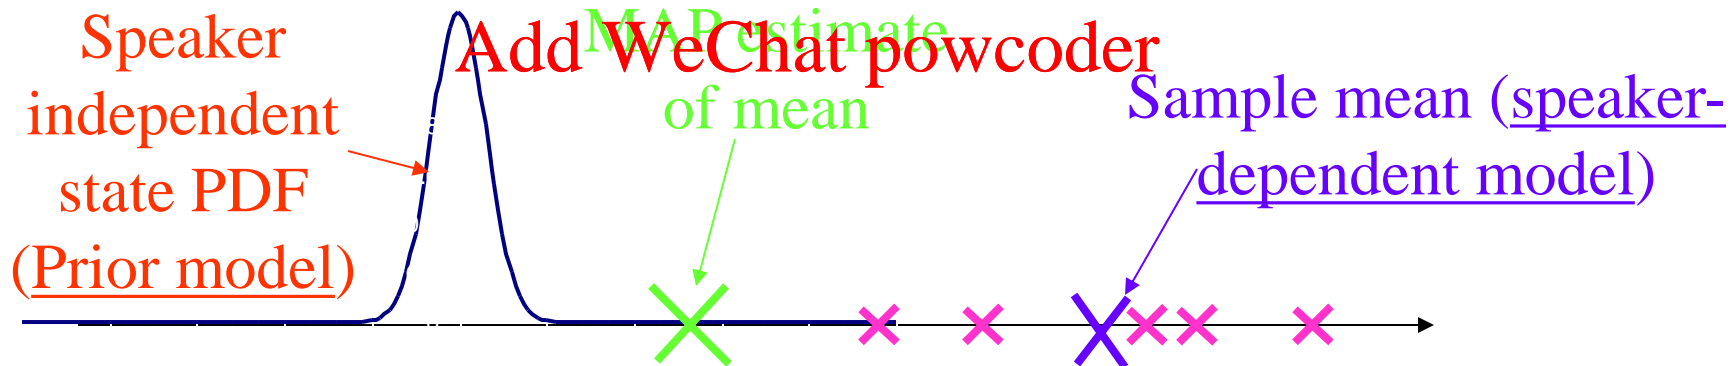 Speaker
independent
state PDF
(Prior model)
MAP estimate
of mean
Add WeChat powcoder
Sample mean (speaker-
dependent model)